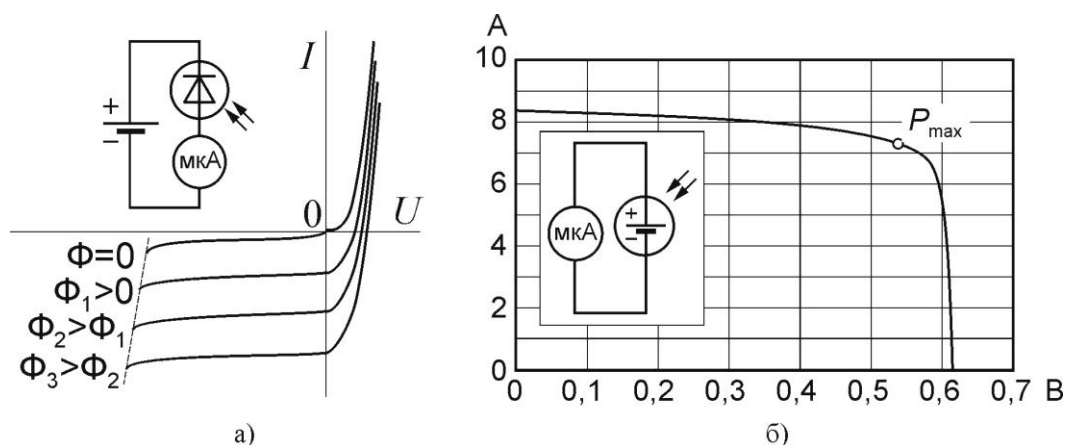 I
+
−
мкА
0
U
Φ=0
Φ₁>0
Φ₂>Φ₁
Φ₃>Φ₂
а)
А
10
8
6
4
2
0
Pmax
+
−
мкА
0 0,1 0,2 0,3 0,4 0,5 0,6 0,7 В
б)